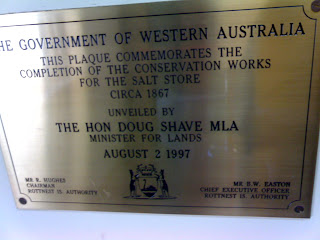 THE GOVERNMENT OF WESTERN AUSTRALIA
THIS PLAQUE COMMEMORATES THE
COMPLETION OF THE CONSERVATION WORKS
FOR THE SALT STORE
CIRCA 1867
UNVEILED BY
THE HON DOUG SHAVE MLA
MINISTER FOR LANDS
AUGUST 2 1997
MR R. HUGHES
CHAIRMAN
ROTTNEST IS. AUTHORITY
MR B.W. EASTON
CHIEF EXECUTIVE OFFICER
ROTTNEST IS. AUTHORITY